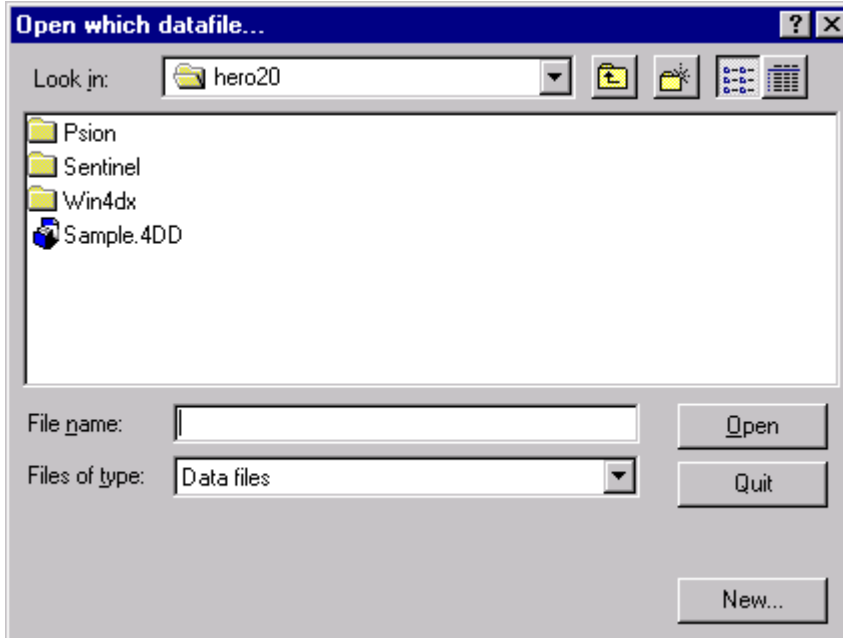 Open which datafile...
Look in: hero20
Psion
Sentinel
Win4dx
Sample.4DD
File name: Open
Files of type: Data files Quit
New...